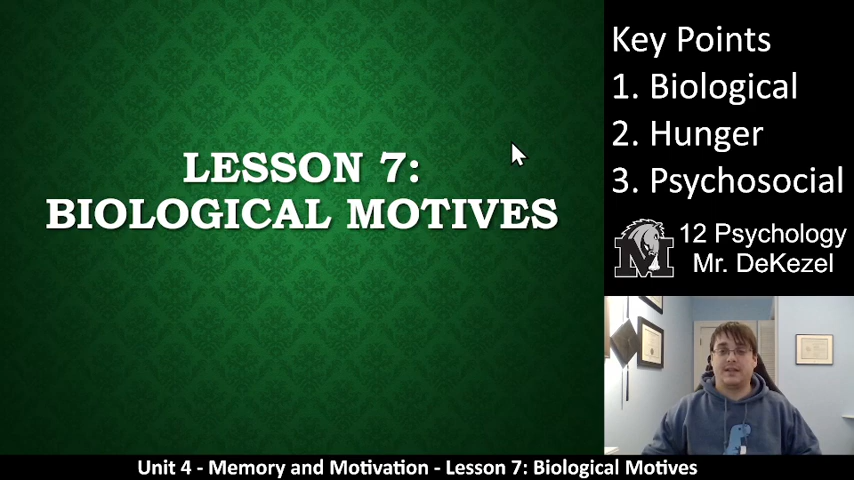 LESSON 7:
BIOLOGICAL MOTIVES
Key Points
1. Biological
2. Hunger
3. Psychosocial
M
12 Psychology
Mr. DeKezel
Unit 4 - Memory and Motivation - Lesson 7: Biological Motives